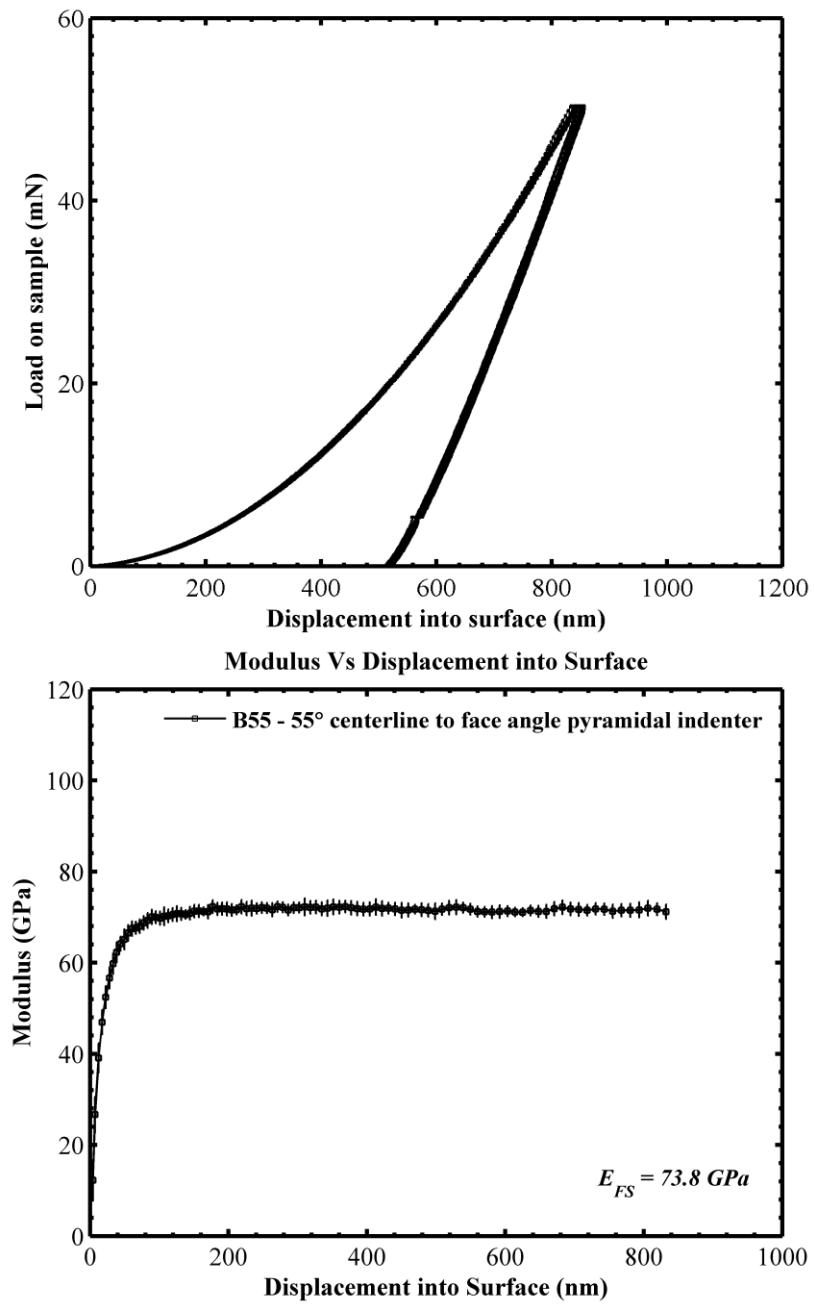 60
40
20
0
Load on sample (mN)
0 200 400 600 800 1000 1200
Displacement into surface (nm)
Modulus Vs Displacement into Surface
120
100
80
60
40
20
0
Modulus (GPa)
B55 - 55° centerline to face angle pyramidal indenter
E_FS = 73.8 GPa
0 200 400 600 800 1000
Displacement into Surface (nm)